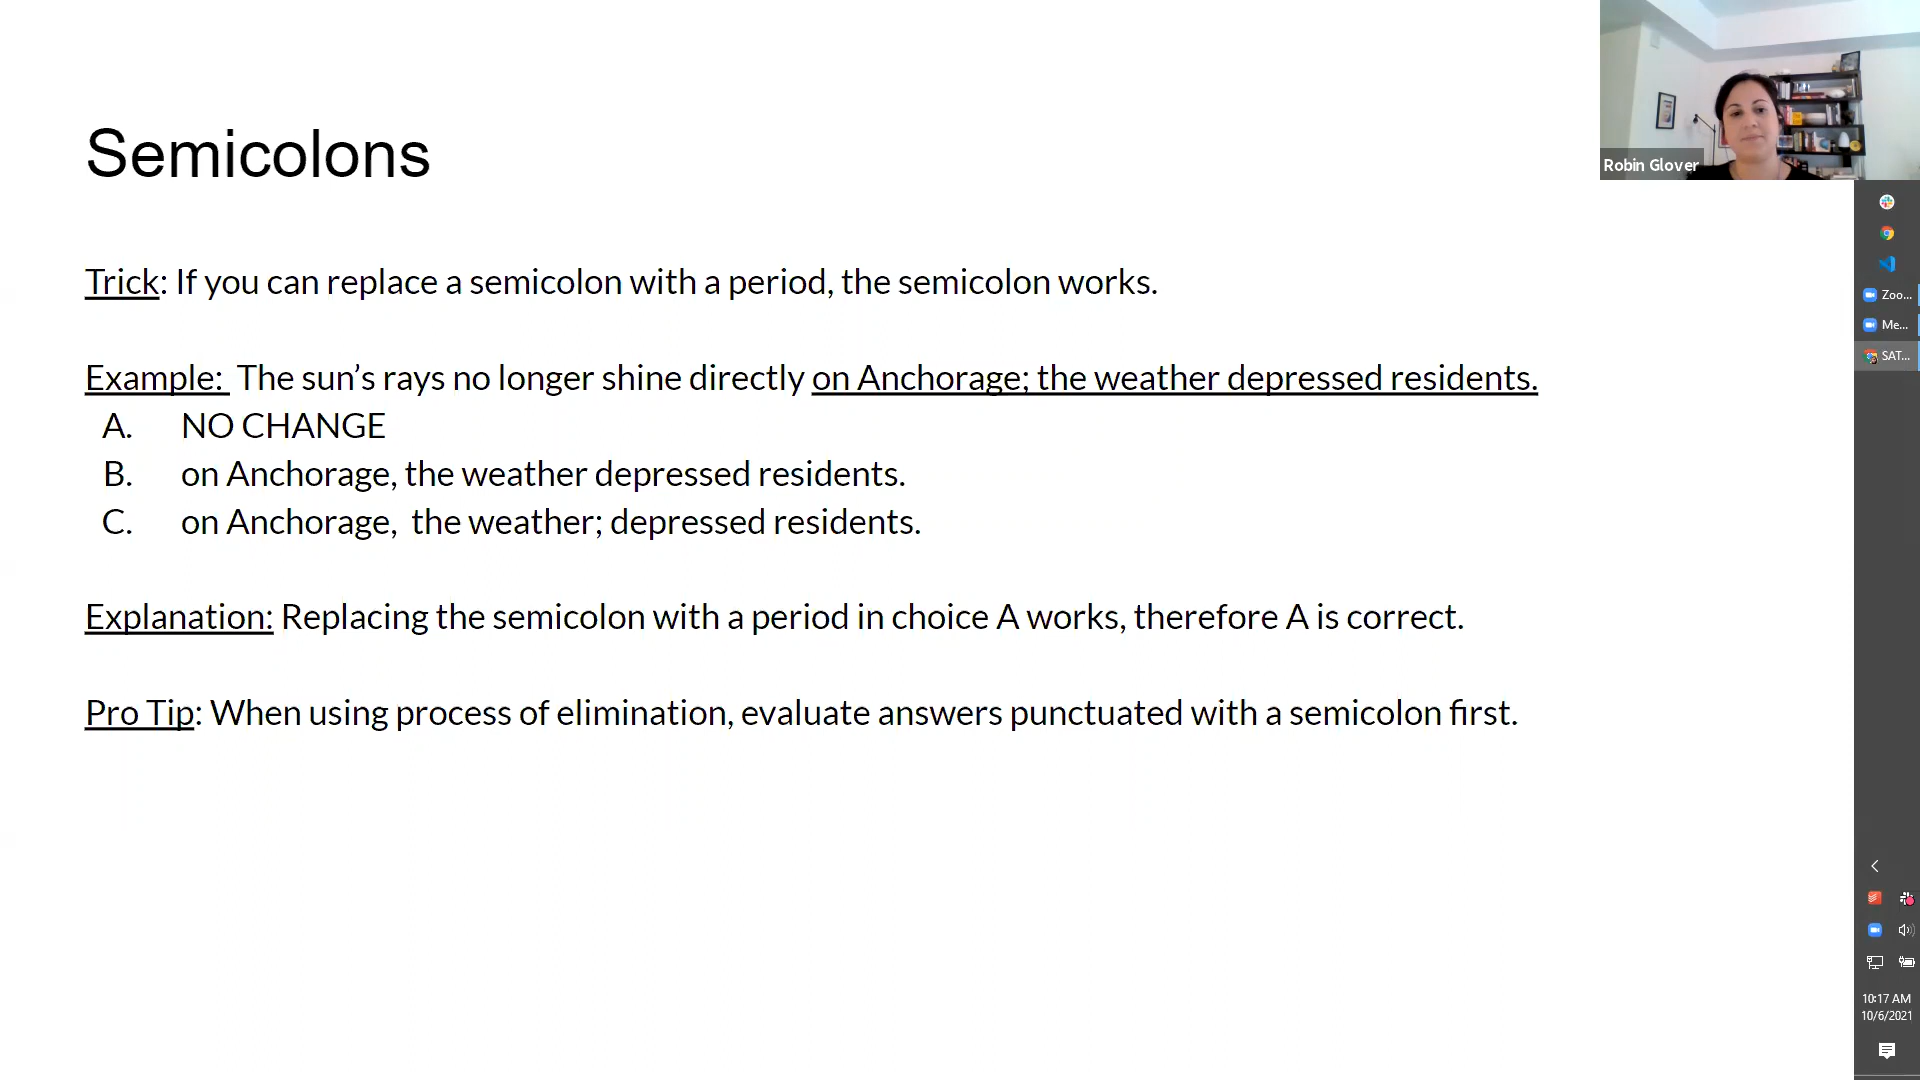 Semicolons
Robin Glover
Trick: If you can replace a semicolon with a period, the semicolon works.
Example:  The sun’s rays no longer shine directly on Anchorage; the weather depressed residents.
A. NO CHANGE
B. on Anchorage, the weather depressed residents.
C. on Anchorage,  the weather; depressed residents.
Explanation: Replacing the semicolon with a period in choice A works, therefore A is correct.
Pro Tip: When using process of elimination, evaluate answers punctuated with a semicolon first.
Zoo...
Me...
SAT...
10:17 AM
10/6/2021